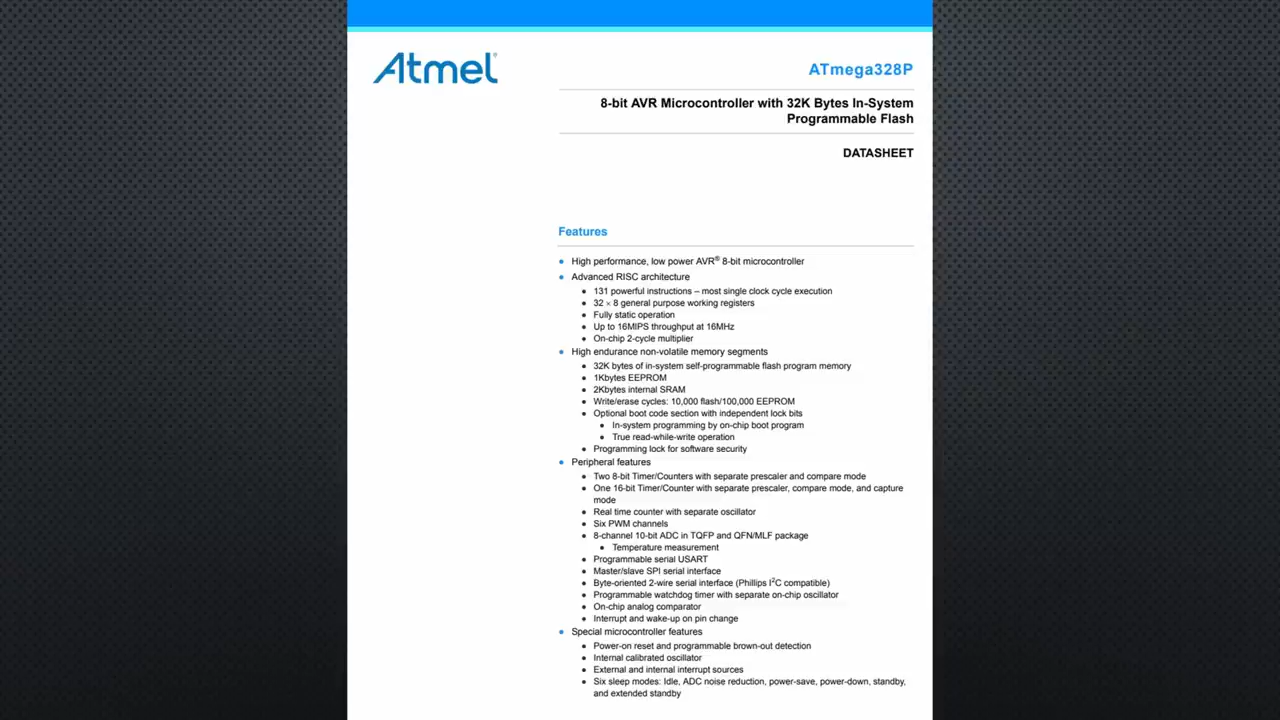 Atmel®
ATmega328P
8-bit AVR Microcontroller with 32K Bytes In-System
Programmable Flash
DATASHEET
Features
● High performance, low power AVR® 8-bit microcontroller
● Advanced RISC architecture
● 131 powerful instructions – most single clock cycle execution
● 32 × 8 general purpose working registers
● Fully static operation
● Up to 16MIPS throughput at 16MHz
● On-chip 2-cycle multiplier
● High endurance non-volatile memory segments
● 32K bytes of in-system self-programmable flash program memory
● 1Kbytes EEPROM
● 2Kbytes internal SRAM
● Write/erase cycles: 10,000 flash/100,000 EEPROM
● Optional boot code section with independent lock bits
● In-system programming by on-chip boot program
● True read-while-write operation
● Programming lock for software security
● Peripheral features
● Two 8-bit Timer/Counters with separate prescaler and compare mode
● One 16-bit Timer/Counter with separate prescaler, compare mode, and capture
mode
● Real time counter with separate oscillator
● Six PWM channels
● 8-channel 10-bit ADC in TQFP and QFN/MLF package
● Temperature measurement
● Programmable serial USART
● Master/slave SPI serial interface
● Byte-oriented 2-wire serial interface (Phillips I²C compatible)
● Programmable watchdog timer with separate on-chip oscillator
● On-chip analog comparator
● Interrupt and wake-up on pin change
● Special microcontroller features
● Power-on reset and programmable brown-out detection
● Internal calibrated oscillator
● External and internal interrupt sources
● Six sleep modes: Idle, ADC noise reduction, power-save, power-down, standby,
and extended standby